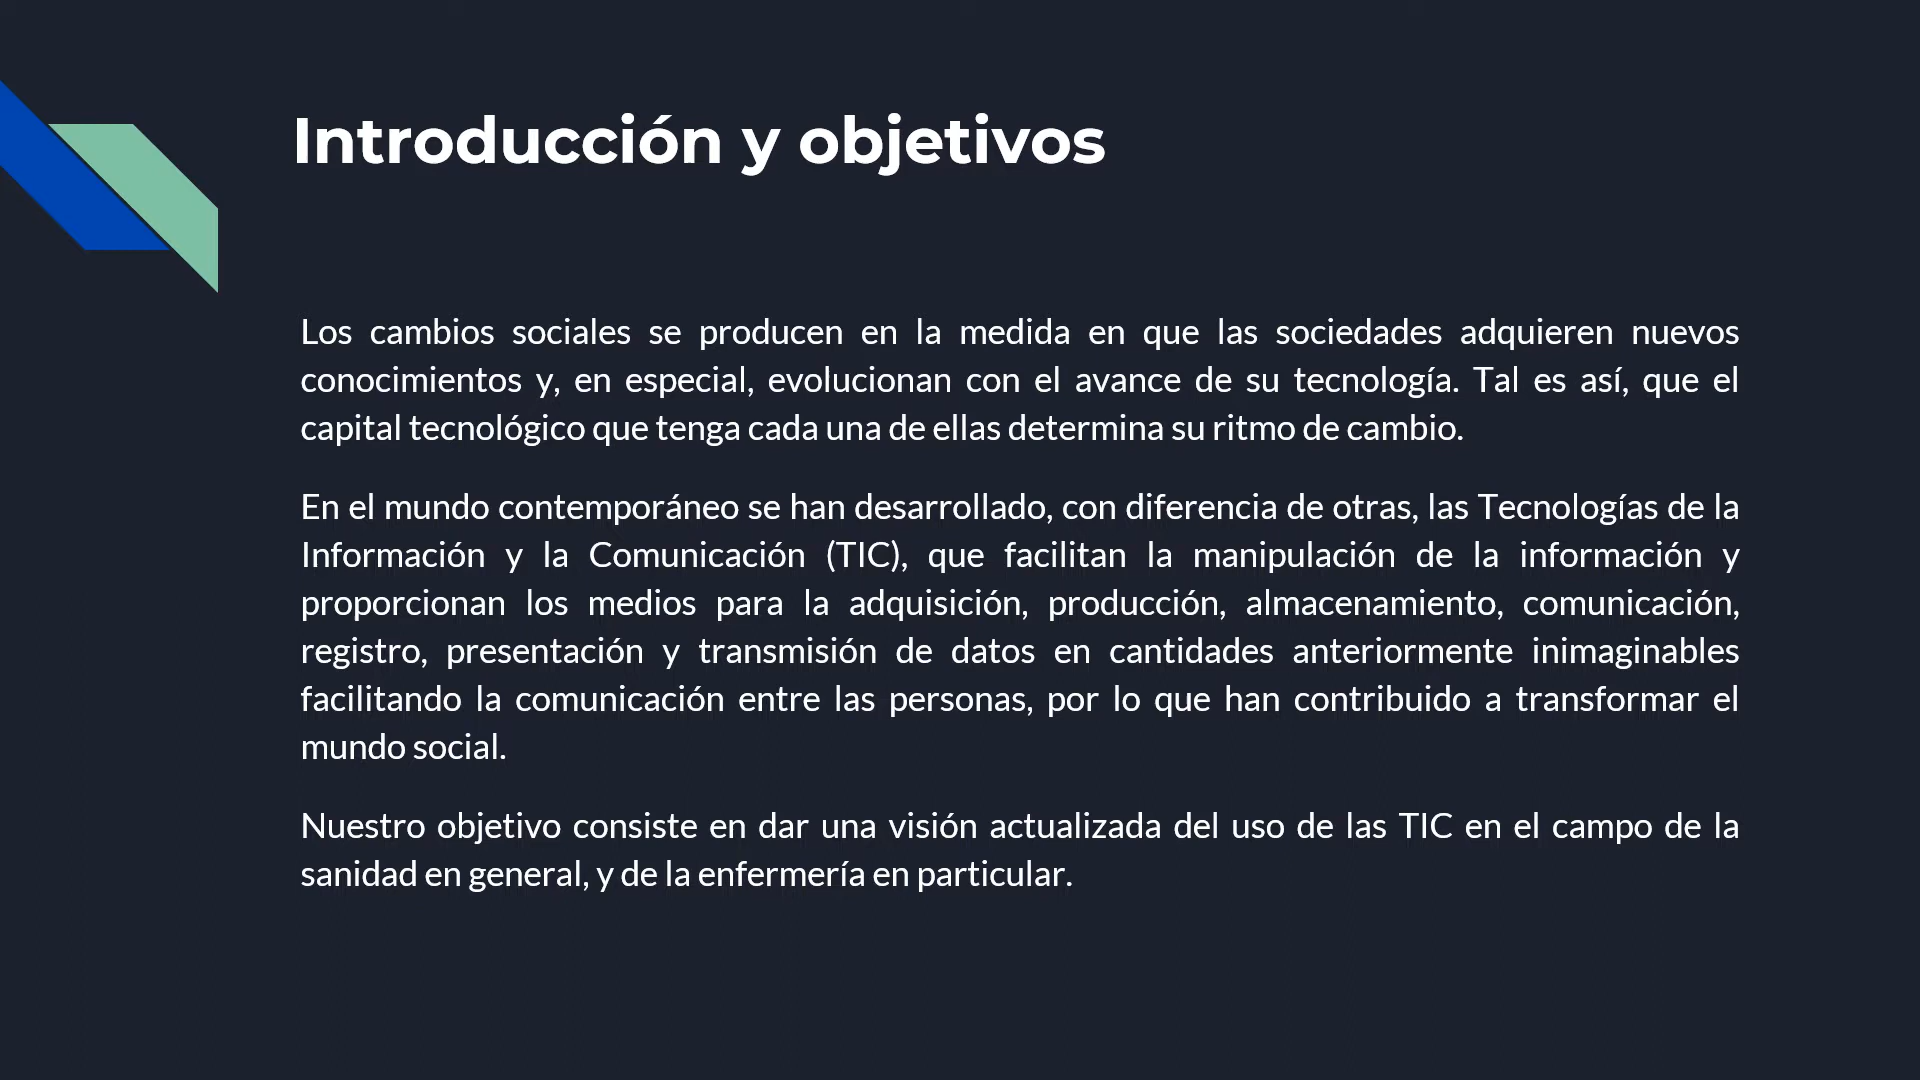 Introducción y objetivos
Los cambios sociales se producen en la medida en que las sociedades adquieren nuevos
conocimientos y, en especial, evolucionan con el avance de su tecnología. Tal es así, que el
capital tecnológico que tenga cada una de ellas determina su ritmo de cambio.
En el mundo contemporáneo se han desarrollado, con diferencia de otras, las Tecnologías de la
Información y la Comunicación (TIC), que facilitan la manipulación de la información y
proporcionan los medios para la adquisición, producción, almacenamiento, comunicación,
registro, presentación y transmisión de datos en cantidades anteriormente inimaginables
facilitando la comunicación entre las personas, por lo que han contribuido a transformar el
mundo social.
Nuestro objetivo consiste en dar una visión actualizada del uso de las TIC en el campo de la
sanidad en general, y de la enfermería en particular.